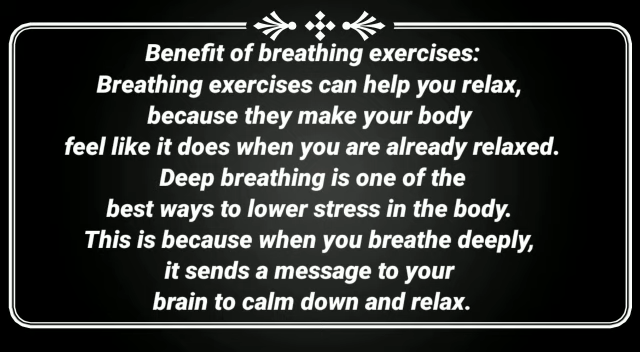 Benefit of breathing exercises:
Breathing exercises can help you relax,
because they make your body
feel like it does when you are already relaxed.
Deep breathing is one of the
best ways to lower stress in the body.
This is because when you breathe deeply,
it sends a message to your
brain to calm down and relax.